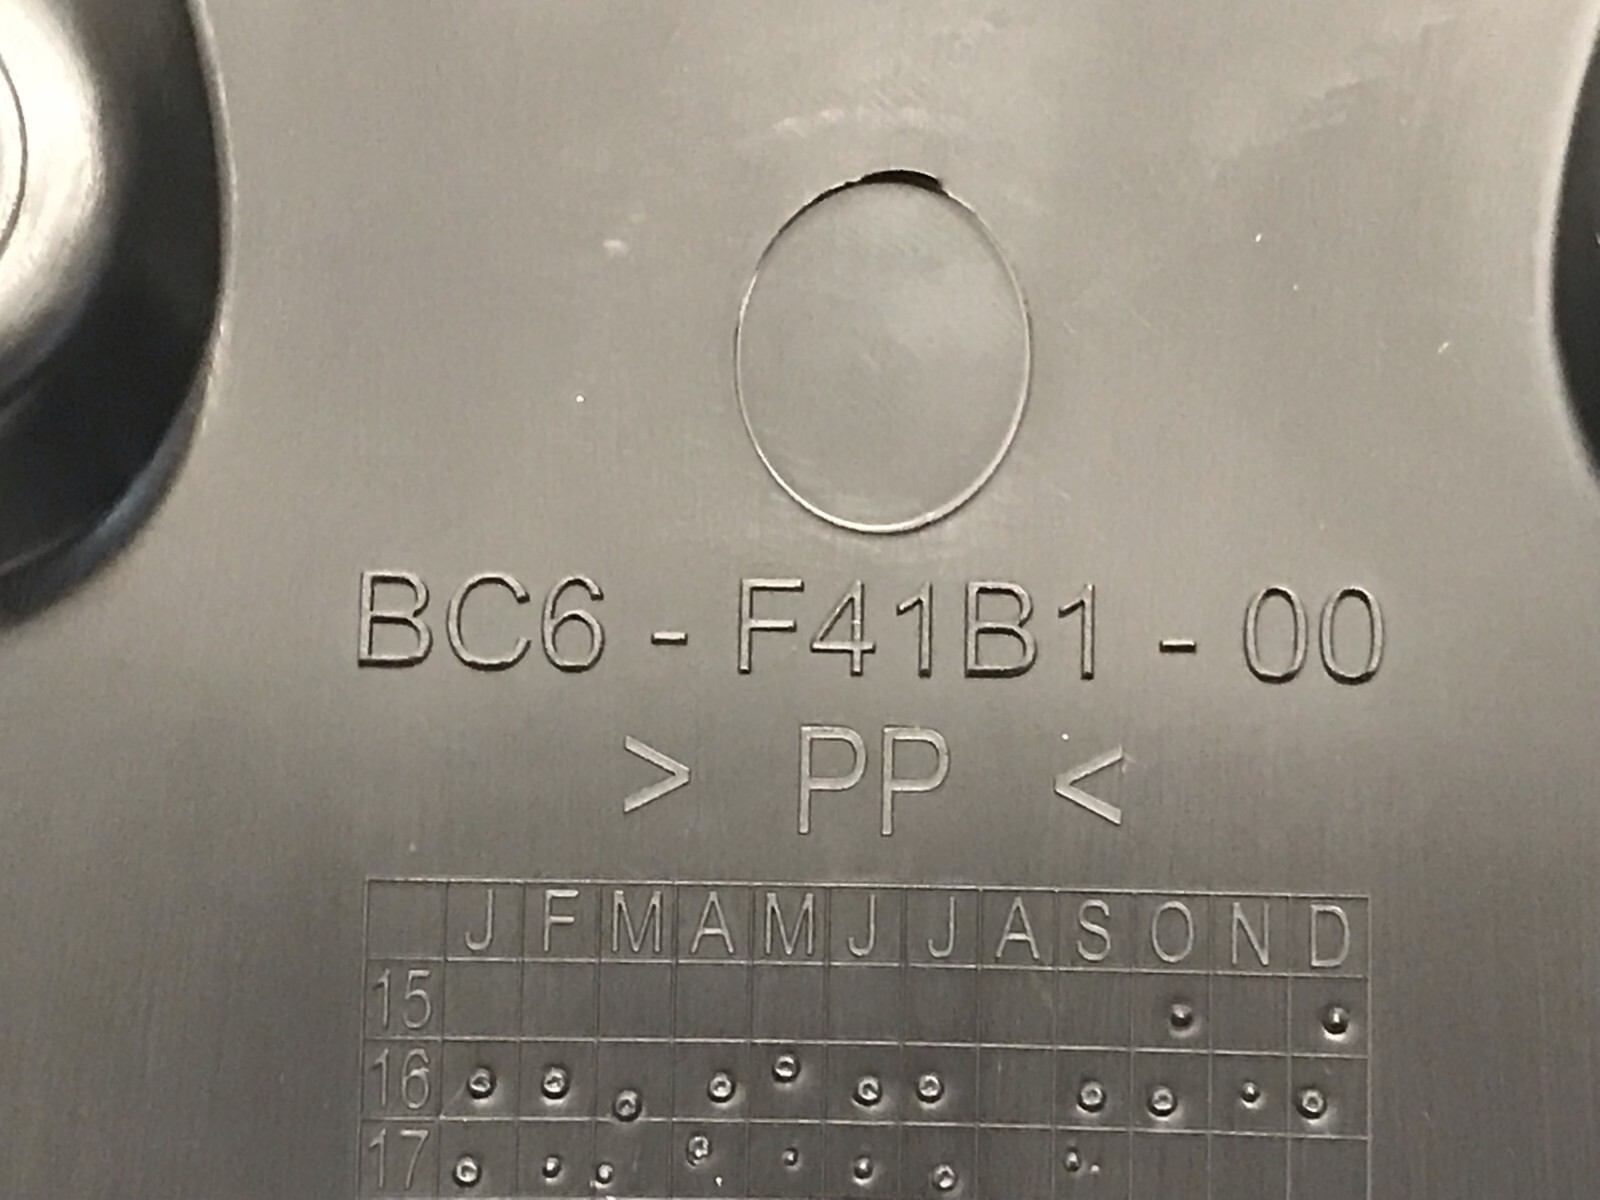 BC6 - F41B1 - 00
> PP <
J F M A M J J A S O N D
15
16
17